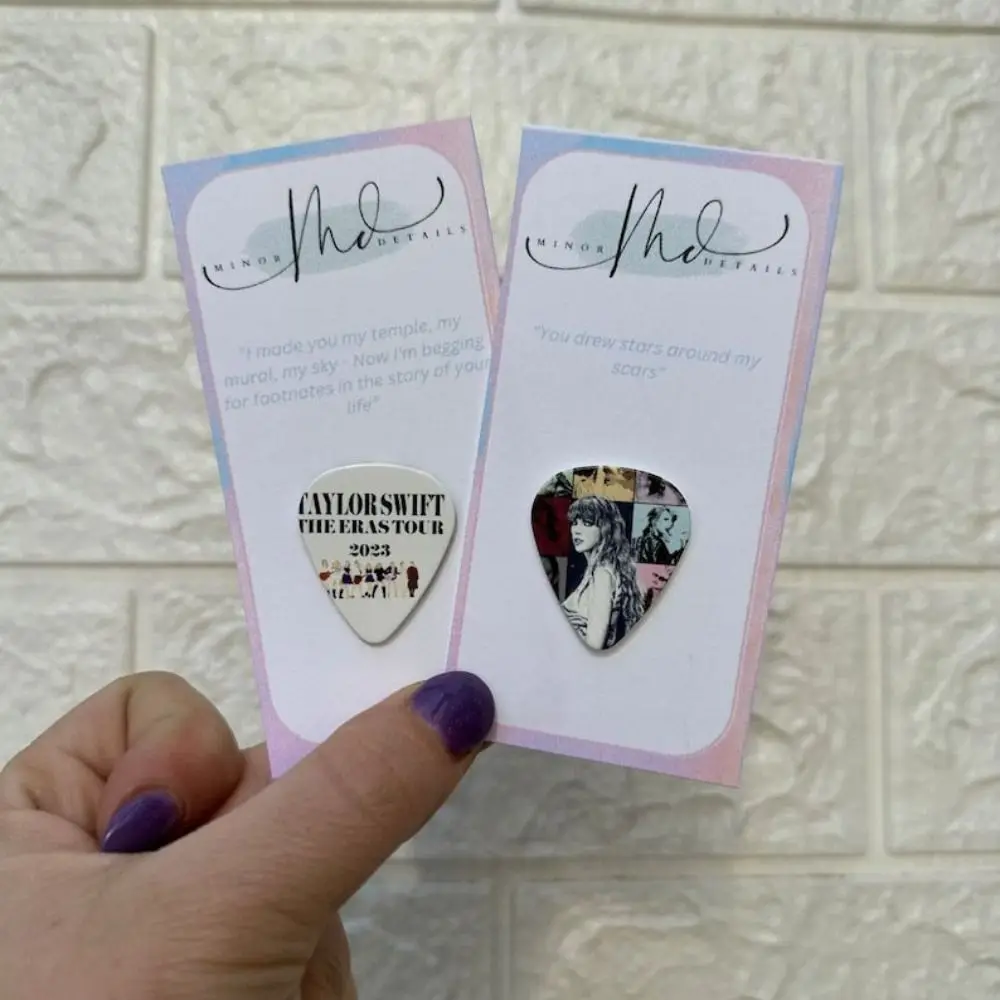 Md
MINOR DETAILS
"I made you my temple, my
mural, my sky - Now I'm begging
for footnotes in the story of your
life"
TAYLOR SWIFT
THE ERAS TOUR
2023
Md
MINOR DETAILS
"You drew stars around my
scars"